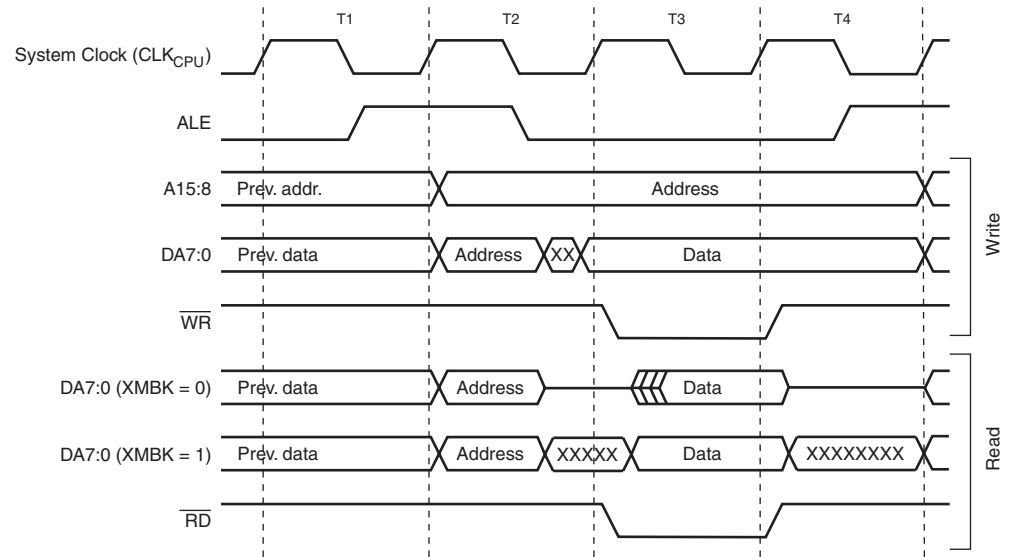 T1 T2 T3 T4
System Clock (CLKCPU)
ALE
A15:8 Prev. addr. Address
DA7:0 Prev. data Address XX Data
WR
Write
DA7:0 (XMBK = 0) Prev. data Address Data
DA7:0 (XMBK = 1) Prev. data Address XXXXX Data XXXXXXXX
RD
Read